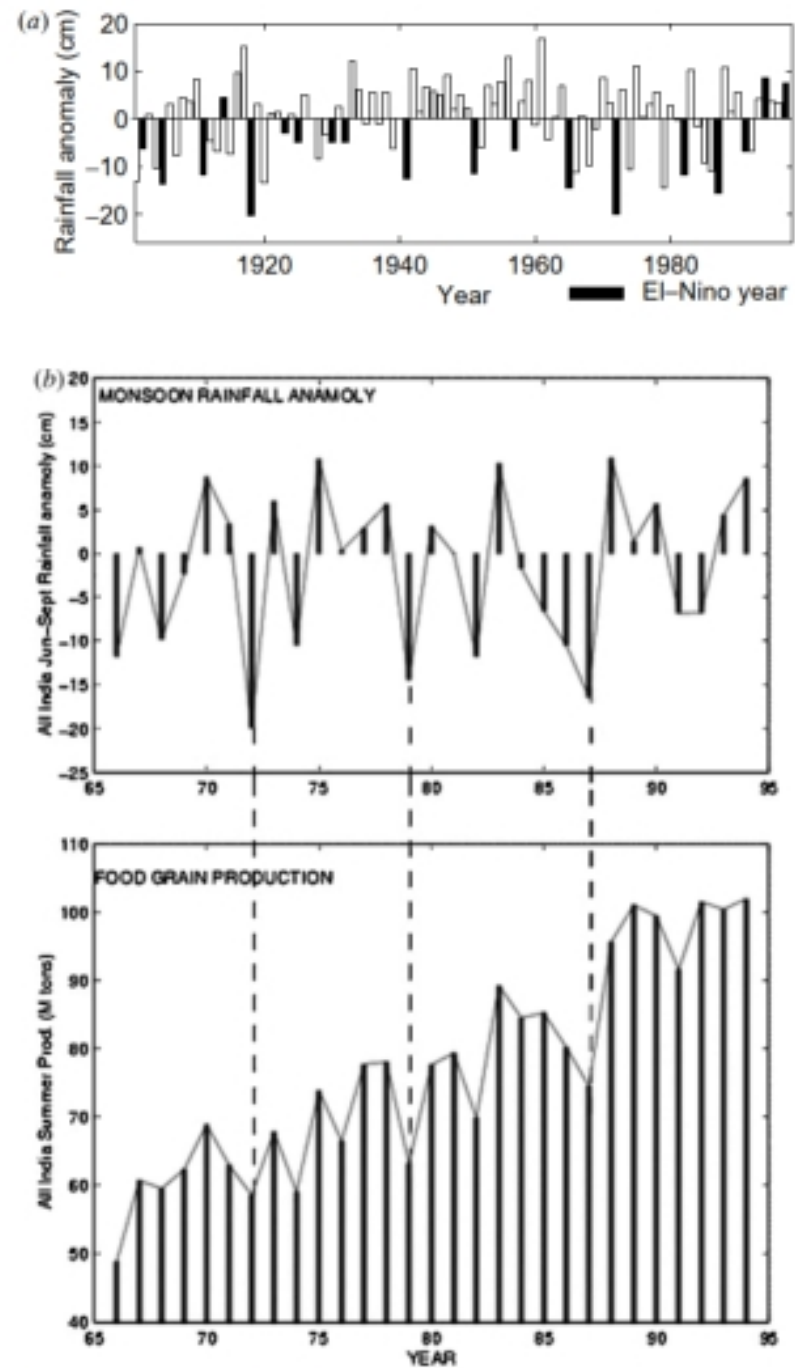 (a)
Rainfall anomaly (cm)
20
10
0
−10
−20
1920 1940 1960 1980
Year
El−Nino year
(b)
MONSOON RAINFALL ANAMOLY
All India Jun−Sept Rainfall anamoly (cm)
20
15
10
5
0
−5
−10
−15
−20
−25
65 70 75 80 85 90 95
FOOD GRAIN PRODUCTION
All India Summer Prod. (M tons)
110
100
90
80
70
60
50
40
65 70 75 80 85 90 95
YEAR